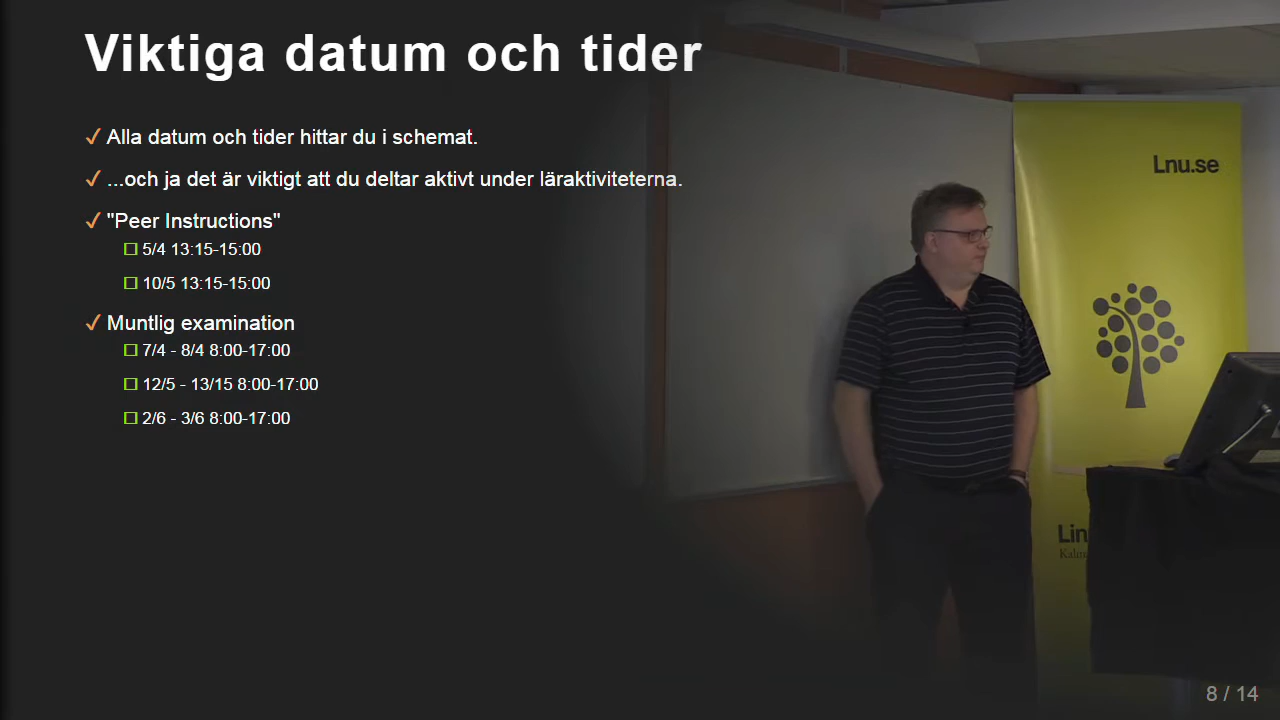 Viktiga datum och tider
Alla datum och tider hittar du i schemat.
...och ja det är viktigt att du deltar aktivt under läraktiviteterna.
"Peer Instructions"
5/4 13:15-15:00
10/5 13:15-15:00
Muntlig examination
7/4 - 8/4 8:00-17:00
12/5 - 13/15 8:00-17:00
2/6 - 3/6 8:00-17:00
Lnu.se
8 / 14